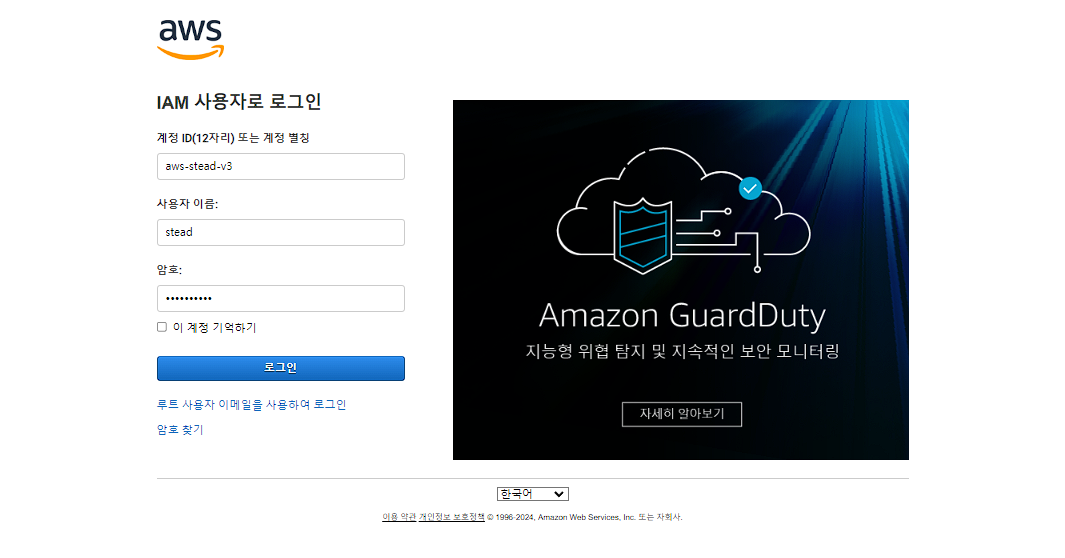 aws
IAM 사용자로 로그인
계정 ID(12자리) 또는 계정 별칭
aws-stead-v3
사용자 이름:
stead
암호:
••••••••••
이 계정 기억하기
로그인
루트 사용자 이메일을 사용하여 로그인
암호 찾기
Amazon GuardDuty
지능형 위협 탐지 및 지속적인 보안 모니터링
자세히 알아보기
한국어
이용 약관 개인정보 보호정책 © 1996-2024, Amazon Web Services, Inc. 또는 자회사.